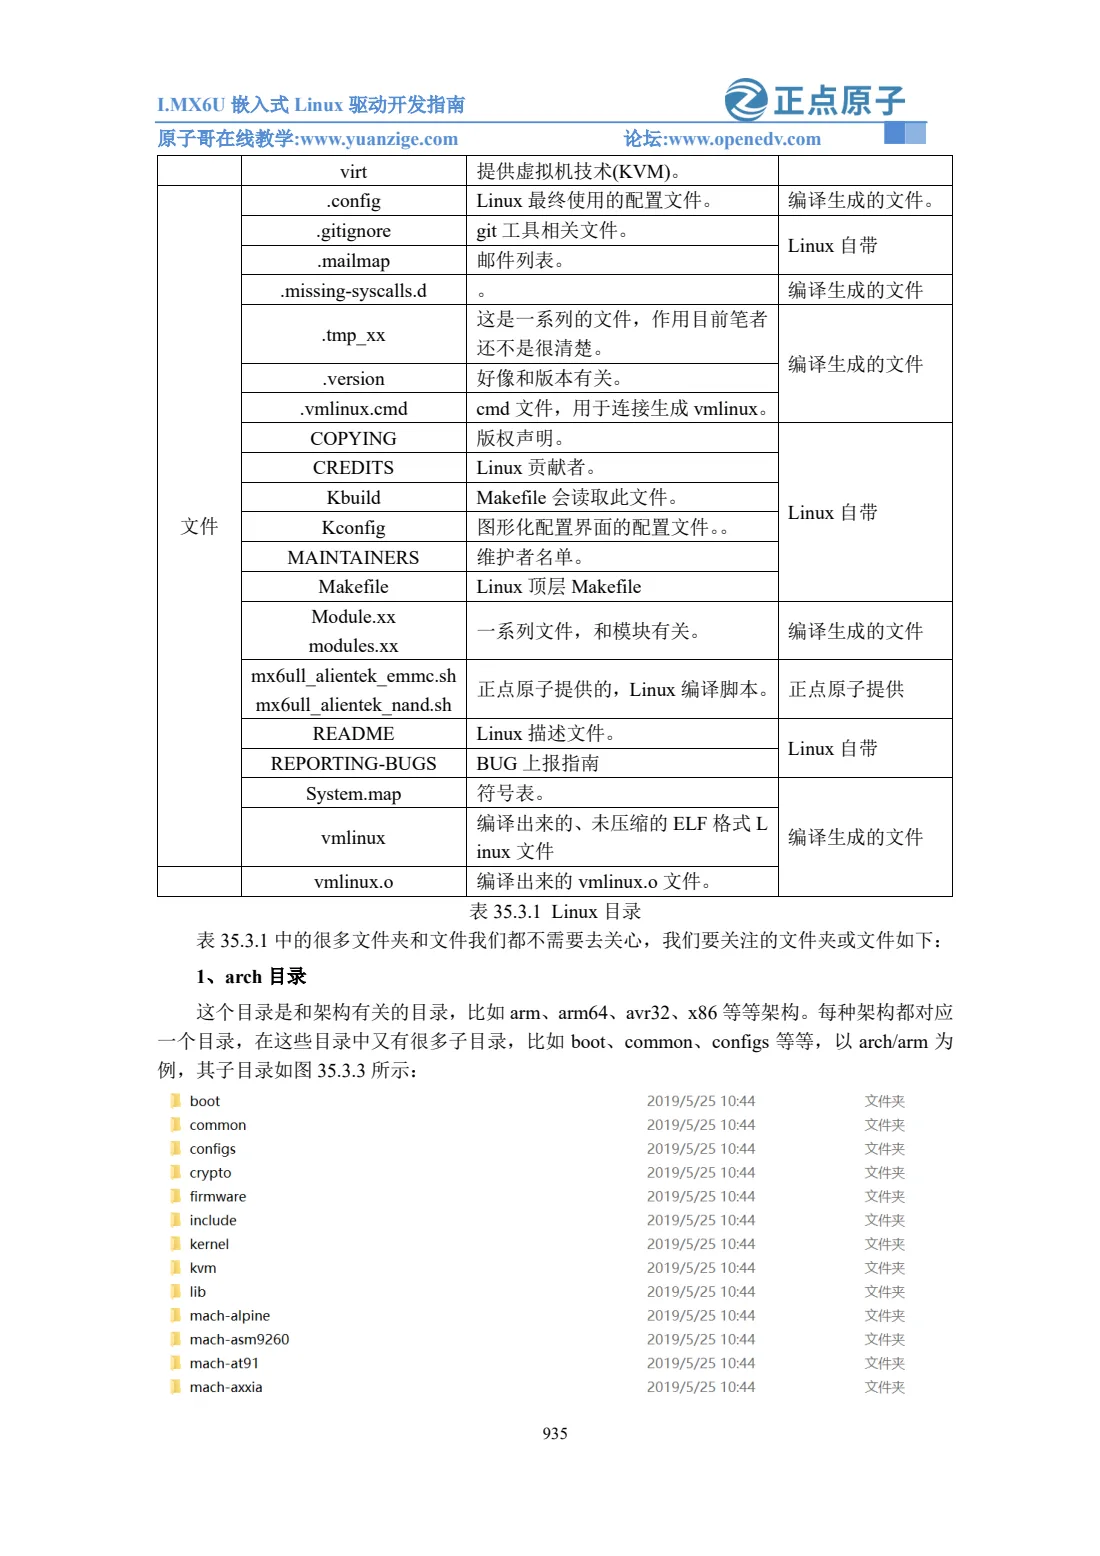 I.MX6U 嵌入式 Linux 驱动开发指南
正点原子
原子哥在线教学:www.yuanzige.com 论坛:www.openedv.com
virt 提供虚拟机技术(KVM)。
.config Linux 最终使用的配置文件。 编译生成的文件。
.gitignore git 工具相关文件。
Linux 自带
.mailmap 邮件列表。
.missing-syscalls.d 。 编译生成的文件
.tmp_xx 这是一系列的文件，作用目前笔者
还不是很清楚。
编译生成的文件
.version 好像和版本有关。
.vmlinux.cmd cmd 文件，用于连接生成 vmlinux。
COPYING 版权声明。
CREDITS Linux 贡献者。
Kbuild Makefile 会读取此文件。
Linux 自带
文件
Kconfig 图形化配置界面的配置文件。。
MAINTAINERS 维护者名单。
Makefile Linux 顶层 Makefile
Module.xx
modules.xx
一系列文件，和模块有关。 编译生成的文件
mx6ull_alientek_emmc.sh
mx6ull_alientek_nand.sh
正点原子提供的，Linux 编译脚本。 正点原子提供
README Linux 描述文件。
Linux 自带
REPORTING-BUGS BUG 上报指南
System.map 符号表。
vmlinux 编译出来的、未压缩的 ELF 格式 L
inux 文件
编译生成的文件
vmlinux.o 编译出来的 vmlinux.o 文件。
表 35.3.1 Linux 目录
表 35.3.1 中的很多文件夹和文件我们都不需要去关心，我们要关注的文件夹或文件如下：
1、arch 目录
这个目录是和架构有关的目录，比如 arm、arm64、avr32、x86 等等架构。每种架构都对应
一个目录，在这些目录中又有很多子目录，比如 boot、common、configs 等等，以 arch/arm 为
例，其子目录如图 35.3.3 所示：
boot 2019/5/25 10:44 文件夹
common 2019/5/25 10:44 文件夹
configs 2019/5/25 10:44 文件夹
crypto 2019/5/25 10:44 文件夹
firmware 2019/5/25 10:44 文件夹
include 2019/5/25 10:44 文件夹
kernel 2019/5/25 10:44 文件夹
kvm 2019/5/25 10:44 文件夹
lib 2019/5/25 10:44 文件夹
mach-alpine 2019/5/25 10:44 文件夹
mach-asm9260 2019/5/25 10:44 文件夹
mach-at91 2019/5/25 10:44 文件夹
mach-axxia 2019/5/25 10:44 文件夹
935